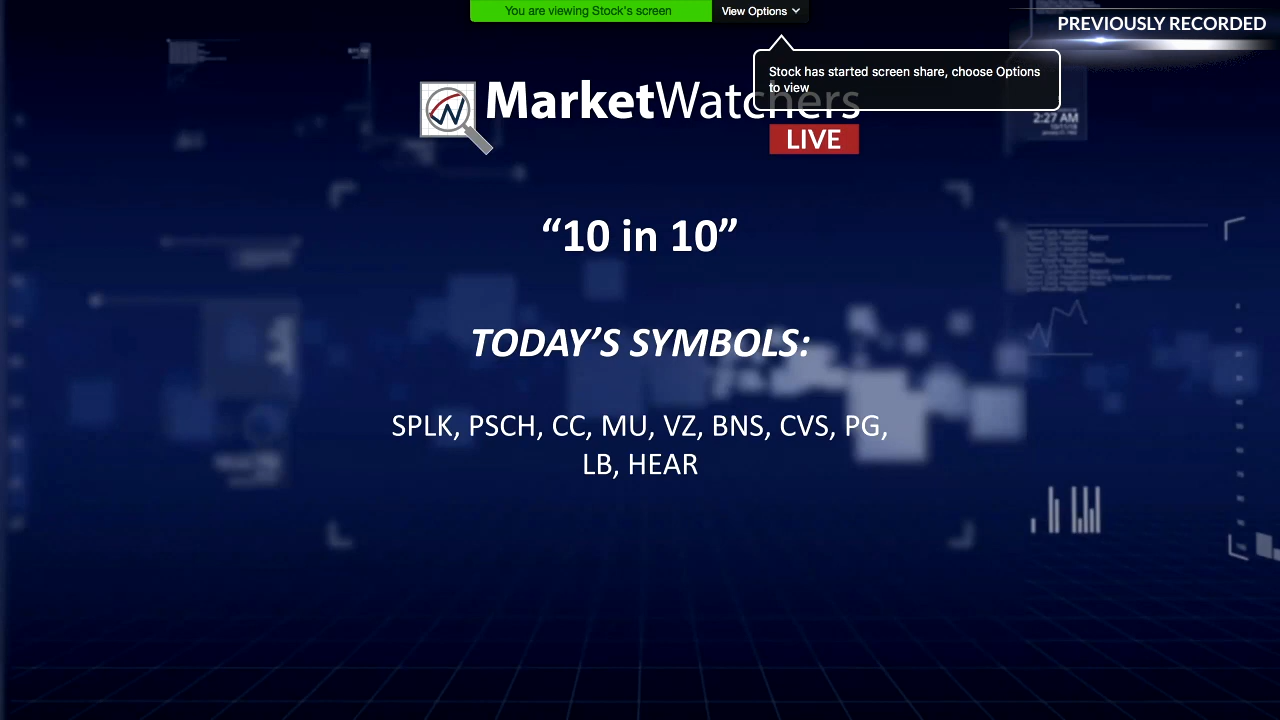 You are viewing Stock's screen
View Options
PREVIOUSLY RECORDED
Stock has started screen share, choose Options
to view
MarketWatchers
LIVE
2:27 AM
“10 in 10”
TODAY’S SYMBOLS:
SPLK, PSCH, CC, MU, VZ, BNS, CVS, PG,
LB, HEAR